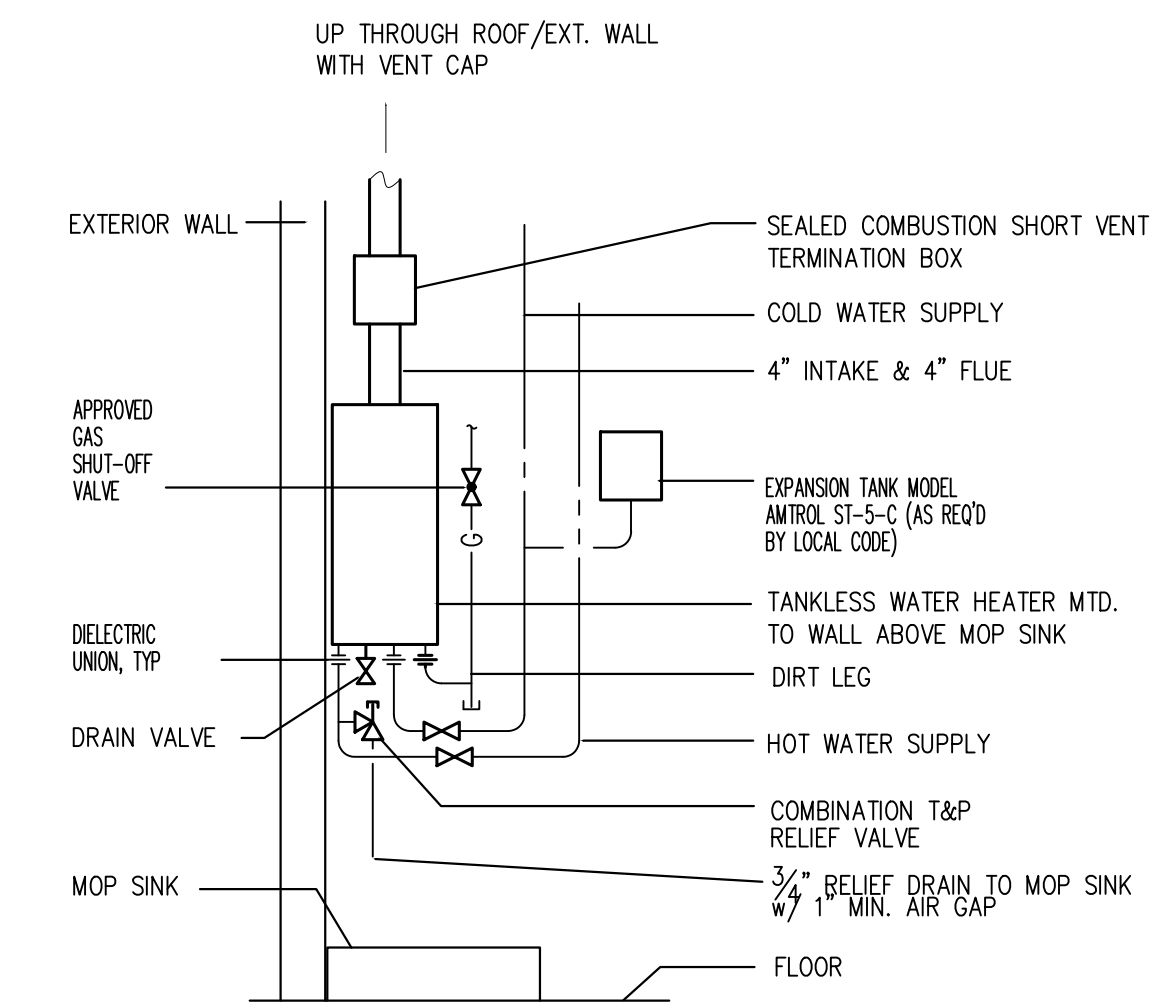 UP THROUGH ROOF/EXT. WALL
WITH VENT CAP
EXTERIOR WALL
SEALED COMBUSTION SHORT VENT
TERMINATION BOX
COLD WATER SUPPLY
4" INTAKE & 4" FLUE
APPROVED
GAS
SHUT-OFF
VALVE
EXPANSION TANK MODEL
AMTROL ST-5-C (AS REQ'D
BY LOCAL CODE)
G
TANKLESS WATER HEATER MTD.
TO WALL ABOVE MOP SINK
DIELECTRIC
UNION, TYP
DIRT LEG
DRAIN VALVE
HOT WATER SUPPLY
COMBINATION T&P
RELIEF VALVE
MOP SINK
3/4" RELIEF DRAIN TO MOP SINK
w/ 1" MIN. AIR GAP
FLOOR